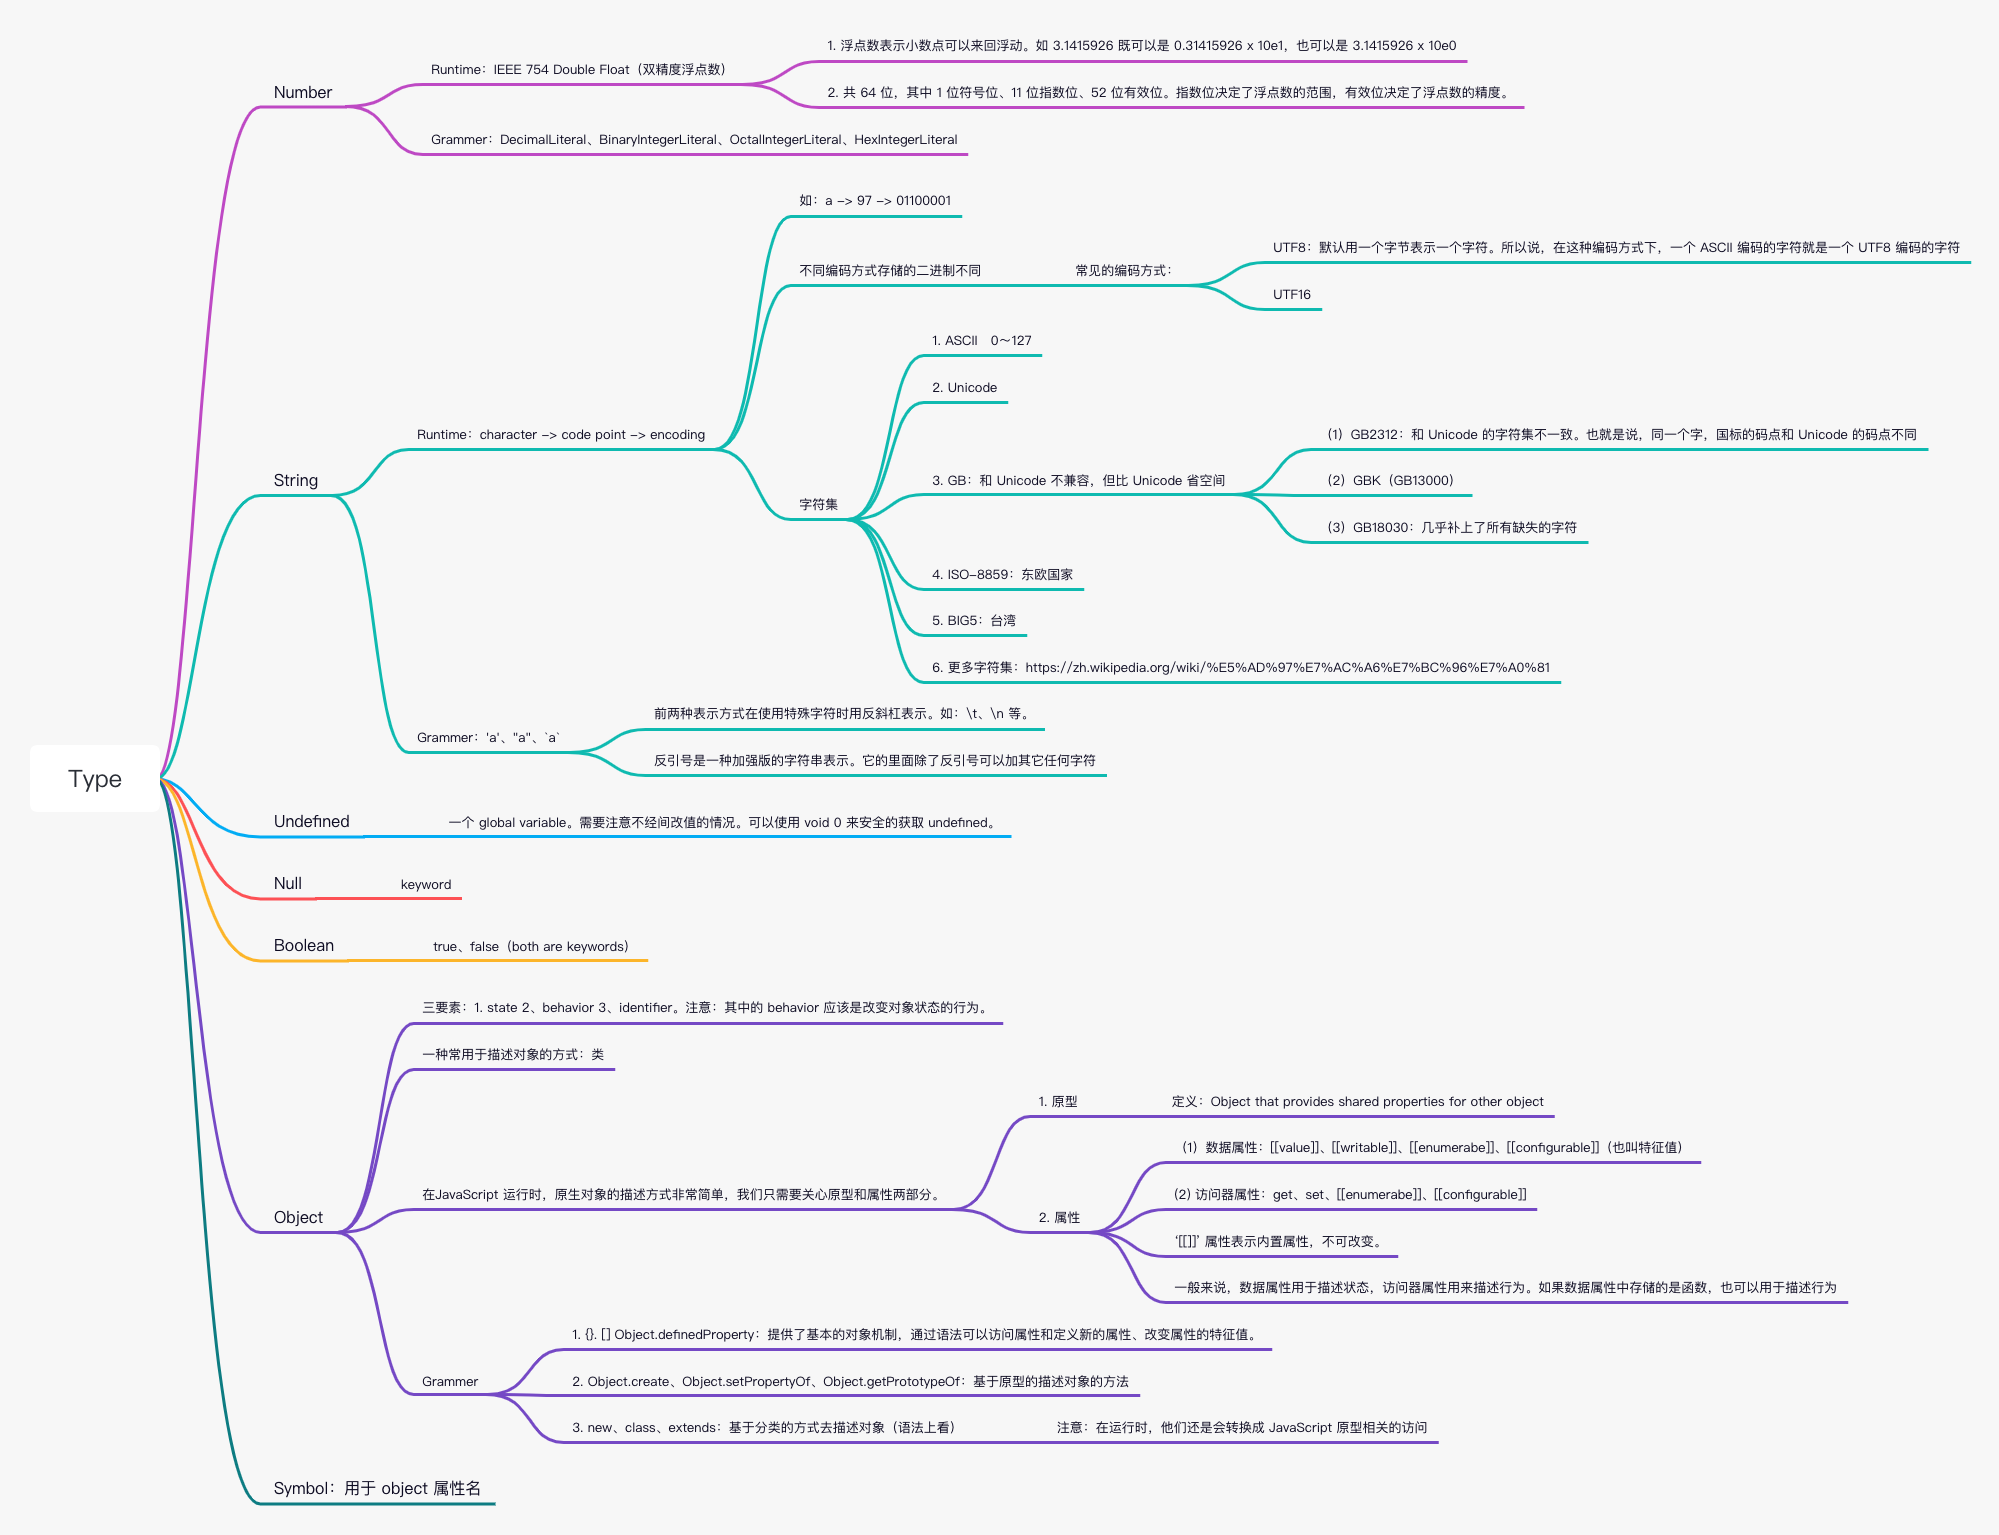 Type
Number
Runtime：IEEE 754 Double Float（双精度浮点数）
1. 浮点数表示小数点可以来回浮动。如 3.1415926 既可以是 0.31415926 x 10e1，也可以是 3.1415926 x 10e0
2. 共 64 位，其中 1 位符号位、11 位指数位、52 位有效位。指数位决定了浮点数的范围，有效位决定了浮点数的精度。
Grammer：DecimalLiteral、BinaryIntegerLiteral、OctalIntegerLiteral、HexIntegerLiteral
String
Runtime：character -> code point -> encoding
如：a -> 97 -> 01100001
不同编码方式存储的二进制不同
常见的编码方式：
UTF8：默认用一个字节表示一个字符。所以说，在这种编码方式下，一个 ASCII 编码的字符就是一个 UTF8 编码的字符
UTF16
字符集
1. ASCII 0～127
2. Unicode
3. GB：和 Unicode 不兼容，但比 Unicode 省空间
（1）GB2312：和 Unicode 的字符集不一致。也就是说，同一个字，国标的码点和 Unicode 的码点不同
（2）GBK（GB13000）
（3）GB18030：几乎补上了所有缺失的字符
4. ISO-8859：东欧国家
5. BIG5：台湾
6. 更多字符集：https://zh.wikipedia.org/wiki/%E5%AD%97%E7%AC%A6%E7%BC%96%E7%A0%81
Grammer：'a'、"a"、`a`
前两种表示方式在使用特殊字符时用反斜杠表示。如：\t、\n 等。
反引号是一种加强版的字符串表示。它的里面除了反引号可以加其它任何字符
Undefined
一个 global variable。需要注意不经间改值的情况。可以使用 void 0 来安全的获取 undefined。
Null
keyword
Boolean
true、false（both are keywords）
Object
三要素：1. state 2、behavior 3、identifier。注意：其中的 behavior 应该是改变对象状态的行为。
一种常用于描述对象的方式：类
在JavaScript 运行时，原生对象的描述方式非常简单，我们只需要关心原型和属性两部分。
1. 原型
定义：Object that provides shared properties for other object
2. 属性
（1）数据属性：[[value]]、[[writable]]、[[enumerabe]]、[[configurable]]（也叫特征值）
(2) 访问器属性：get、set、[[enumerabe]]、[[configurable]]
‘[[]]’ 属性表示内置属性，不可改变。
一般来说，数据属性用于描述状态，访问器属性用来描述行为。如果数据属性中存储的是函数，也可以用于描述行为
Grammer
1. {}. [] Object.definedProperty：提供了基本的对象机制，通过语法可以访问属性和定义新的属性、改变属性的特征值。
2. Object.create、Object.setPropertyOf、Object.getPrototypeOf：基于原型的描述对象的方法
3. new、class、extends：基于分类的方式去描述对象（语法上看）
注意：在运行时，他们还是会转换成 JavaScript 原型相关的访问
Symbol：用于 object 属性名